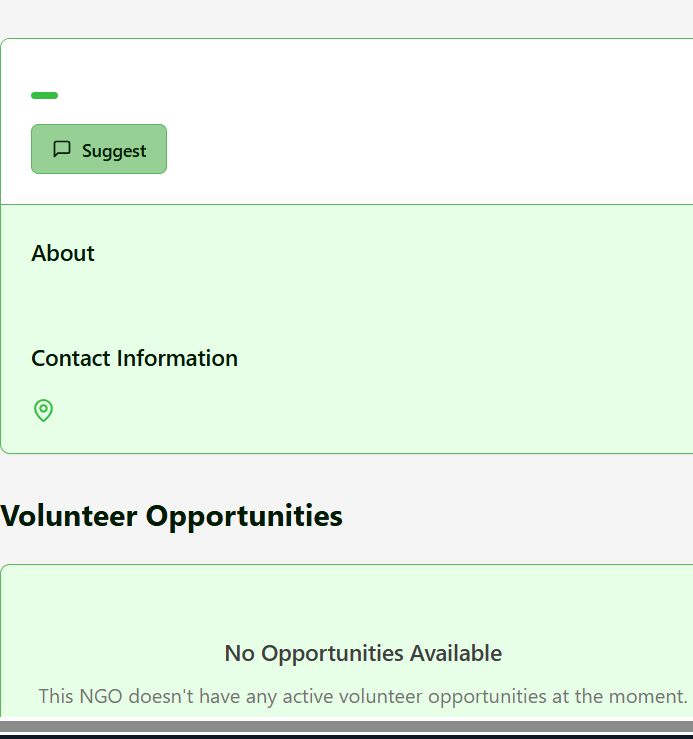 Suggest
About
Contact Information
Volunteer Opportunities
No Opportunities Available
This NGO doesn't have any active volunteer opportunities at the moment.